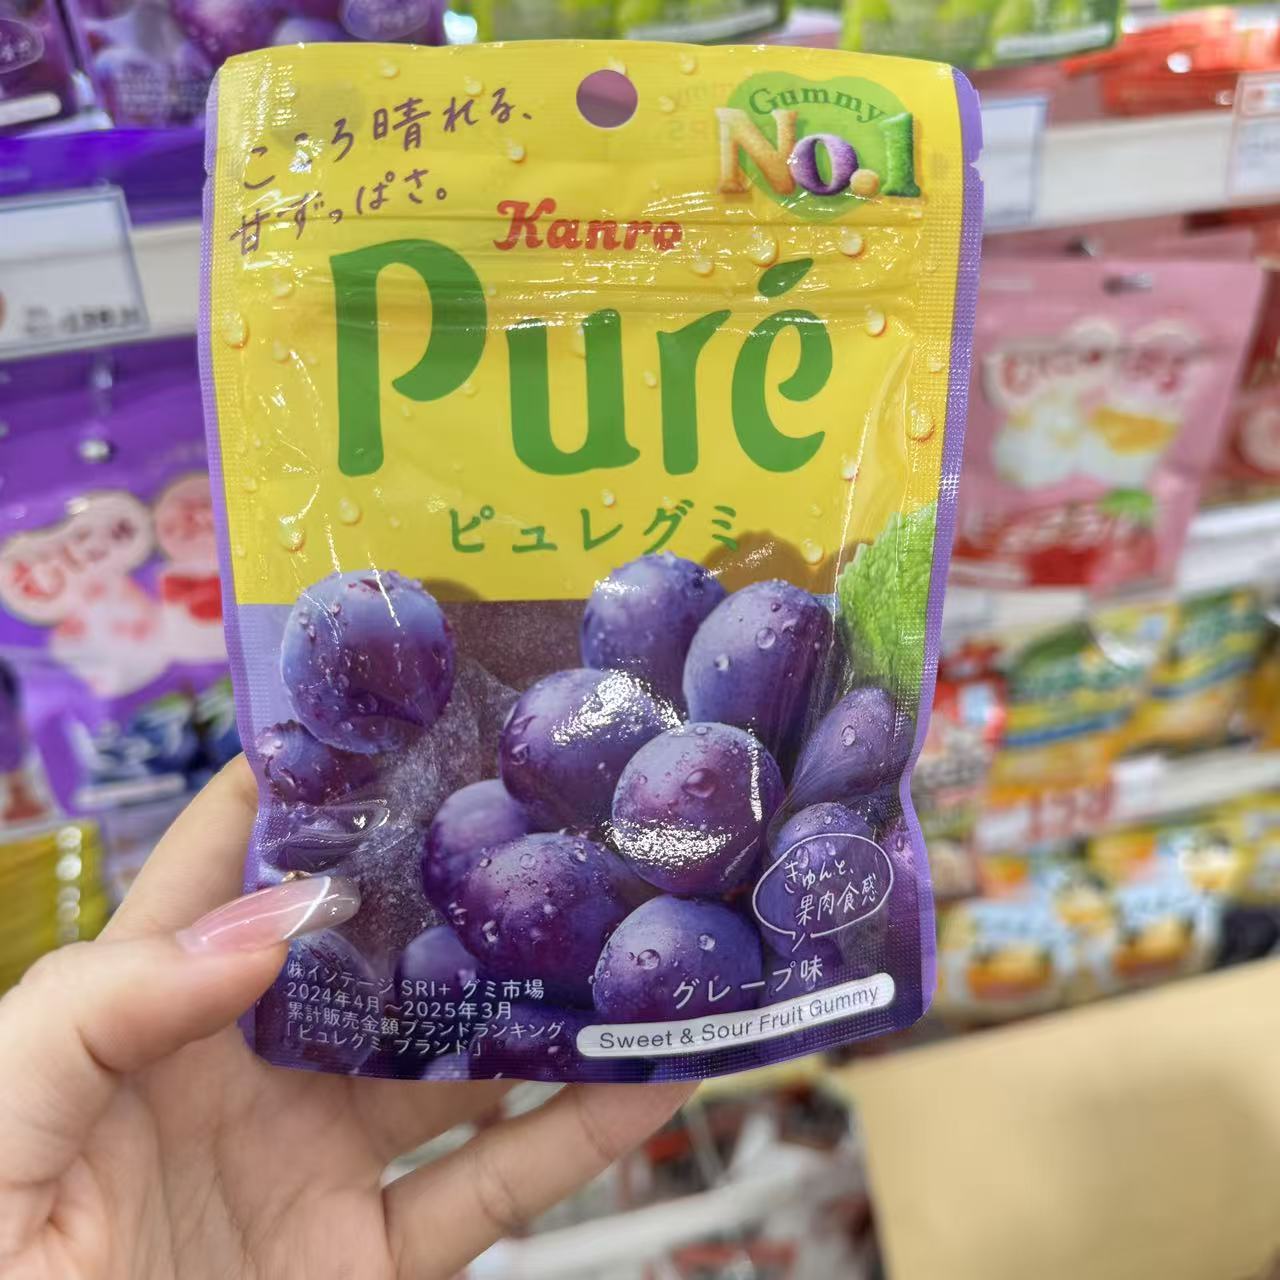 こころ晴れる、
甘ずっぱさ。
Gummy
No.1
Kanro
Puré
ピュレグミ
きゅんと、
果肉食感
グレープ味
Sweet & Sour Fruit Gummy
㈱インテージ SRI+ グミ市場
2024年4月～2025年3月
累計販売金額ブランドランキング
「ピュレグミ ブランド」
むにゅ